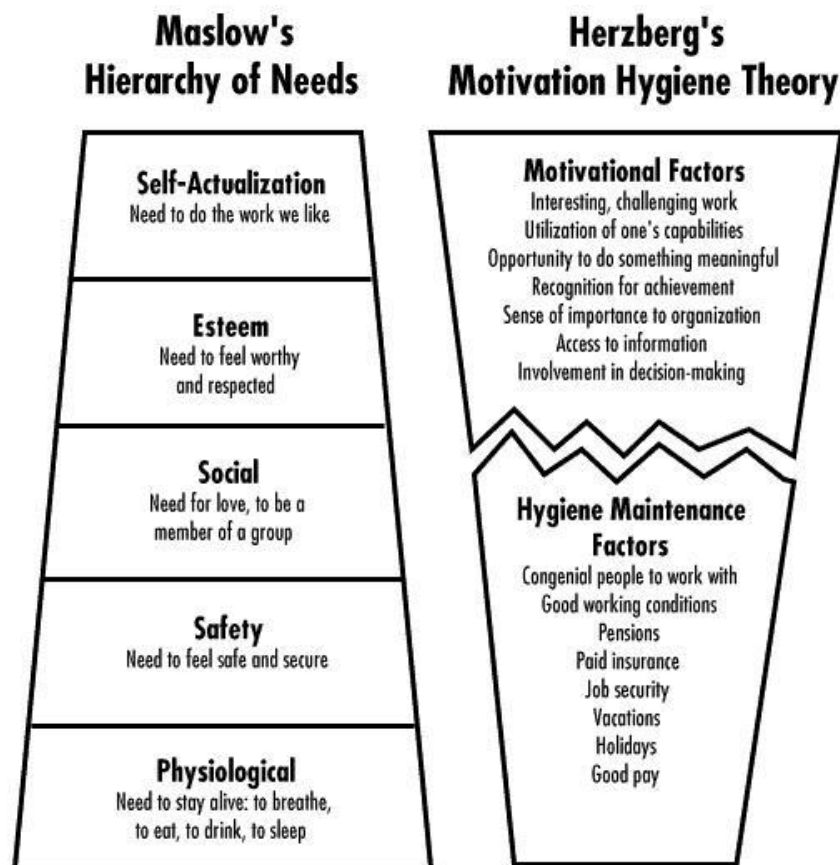 Maslow's
Hierarchy of Needs
Self-Actualization
Need to do the work we like
Esteem
Need to feel worthy
and respected
Social
Need for love, to be a
member of a group
Safety
Need to feel safe and secure
Physiological
Need to stay alive: to breathe,
to eat, to drink, to sleep
Herzberg's
Motivation Hygiene Theory
Motivational Factors
Interesting, challenging work
Utilization of one's capabilities
Opportunity to do something meaningful
Recognition for achievement
Sense of importance to organization
Access to information
Involvement in decision-making
Hygiene Maintenance
Factors
Congenial people to work with
Good working conditions
Pensions
Paid insurance
Job security
Vacations
Holidays
Good pay